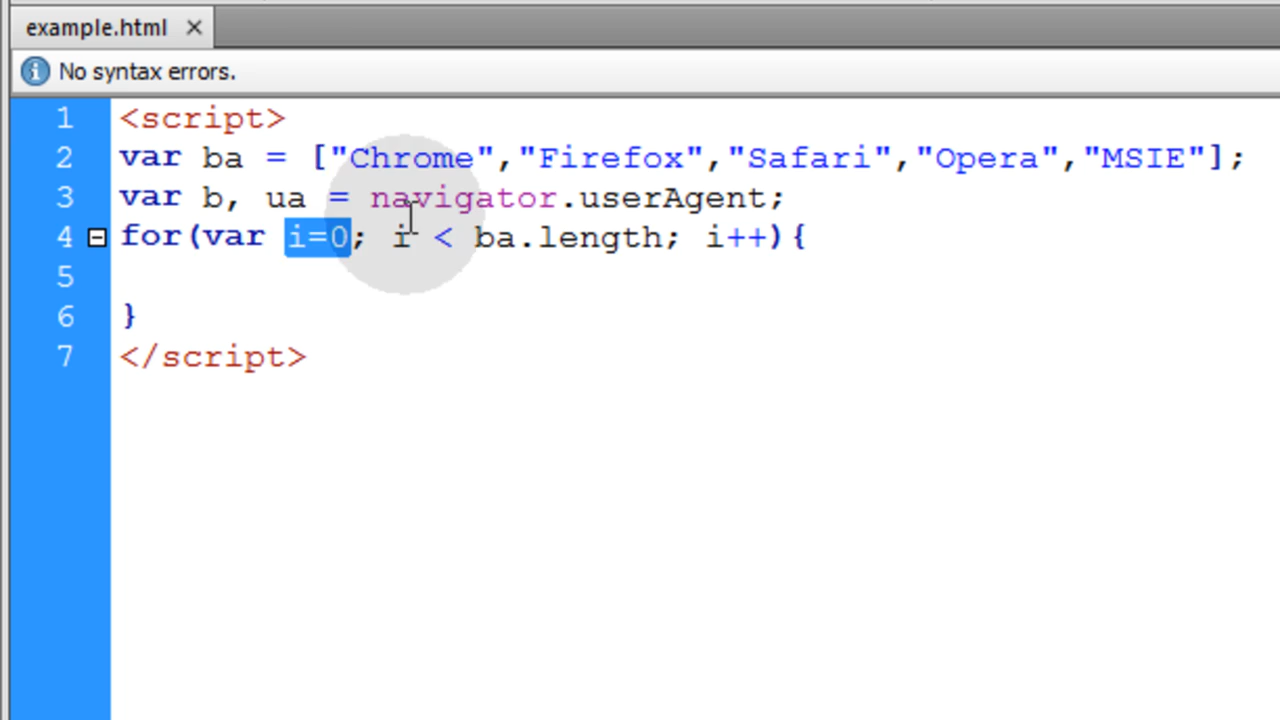 example.html
No syntax errors.
1 <script>
2 var ba = ["Chrome","Firefox","Safari","Opera","MSIE"];
3 var b, ua = navigator.userAgent;
4 for(var i=0; i < ba.length; i++){
5
6 }
7 </script>